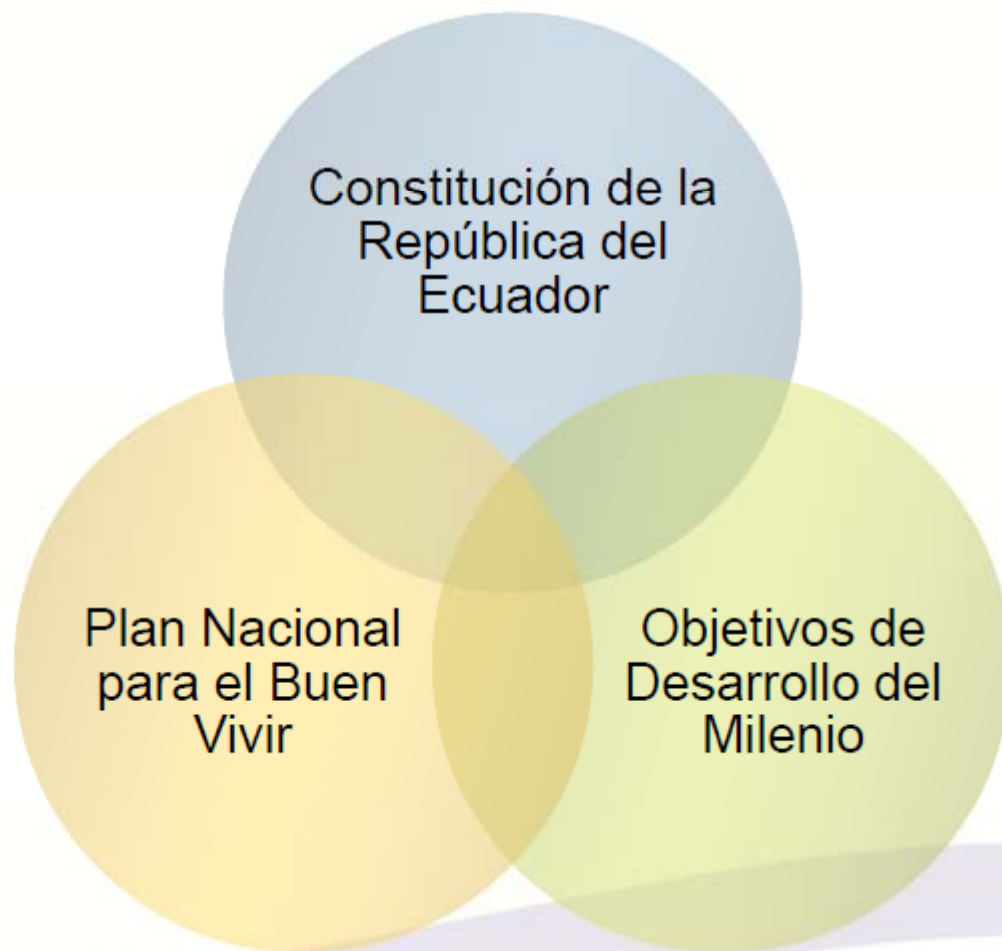 Constitución de la
República del
Ecuador
Plan Nacional
para el Buen
Vivir
Objetivos de
Desarrollo del
Milenio